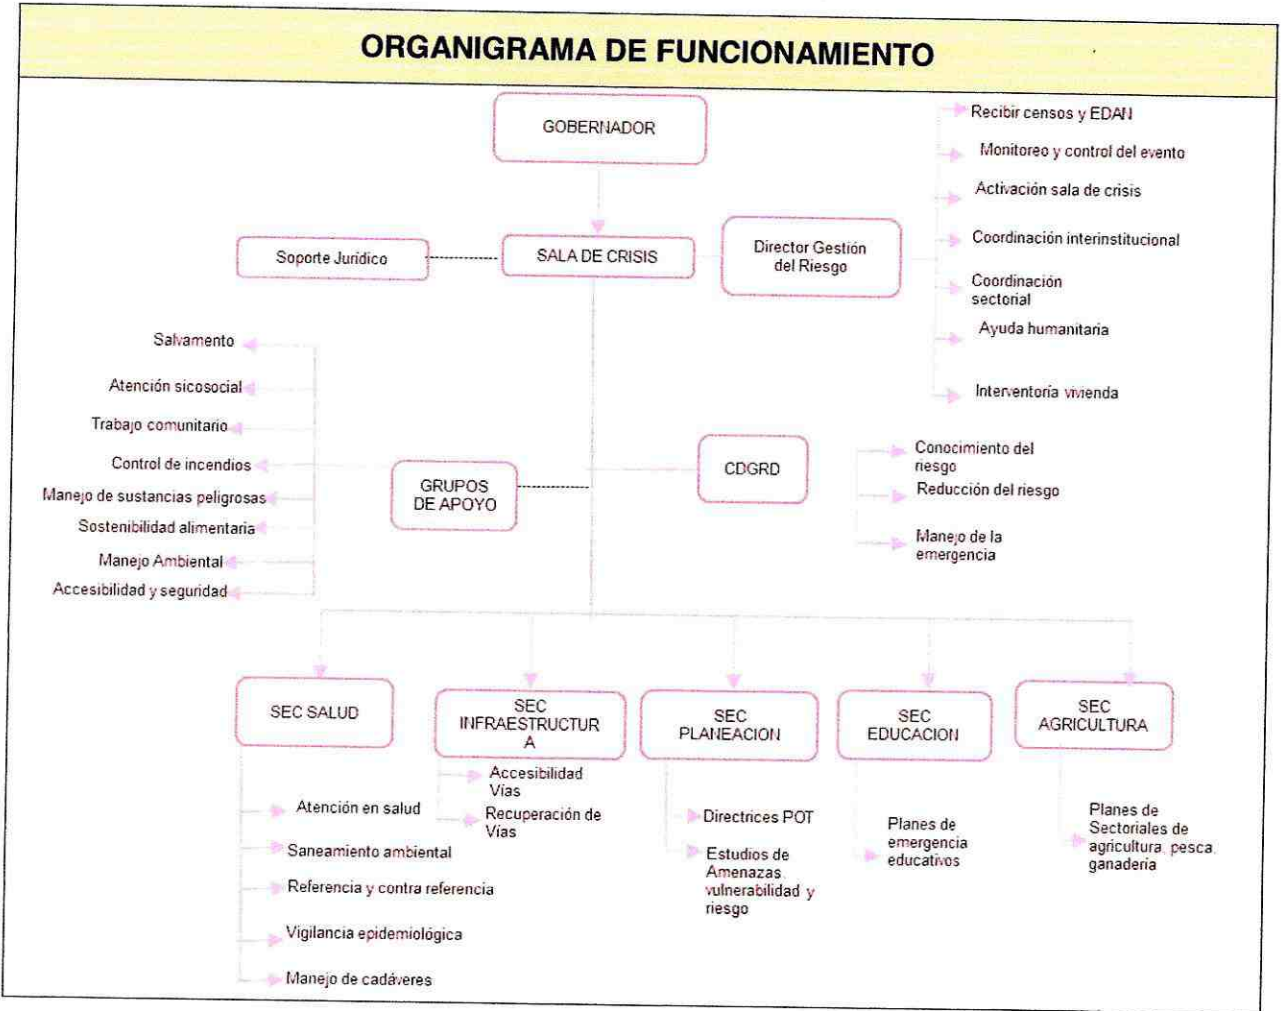 ORGANIGRAMA DE FUNCIONAMIENTO
GOBERNADOR
Soporte Jurídico
SALA DE CRISIS
Director Gestión
del Riesgo
Recibir censos y EDAN
Monitoreo y control del evento
Activación sala de crisis
Coordinación interinstitucional
Coordinación
sectorial
Ayuda humanitaria
Interventoría vivienda
Salvamento
Atención sicosocial
Trabajo comunitario
Control de incendios
Manejo de sustancias peligrosas
Sostenibilidad alimentaria
Manejo Ambiental
Accesibilidad y seguridad
GRUPOS
DE APOYO
CDGRD
Conocimiento del
riesgo
Reducción del riesgo
Manejo de la
emergencia
SEC SALUD
Atención en salud
Saneamiento ambiental
Referencia y contra referencia
Vigilancia epidemiológica
Manejo de cadáveres
SEC
INFRAESTRUCTUR
A
Accesibilidad
Vías
Recuperación de
Vías
SEC
PLANEACION
Directrices POT
Estudios de
Amenazas,
vulnerabilidad y
riesgo
SEC
EDUCACION
Planes de
emergencia
educativos
SEC
AGRICULTURA
Planes de
Sectoriales de
agricultura, pesca,
ganadería